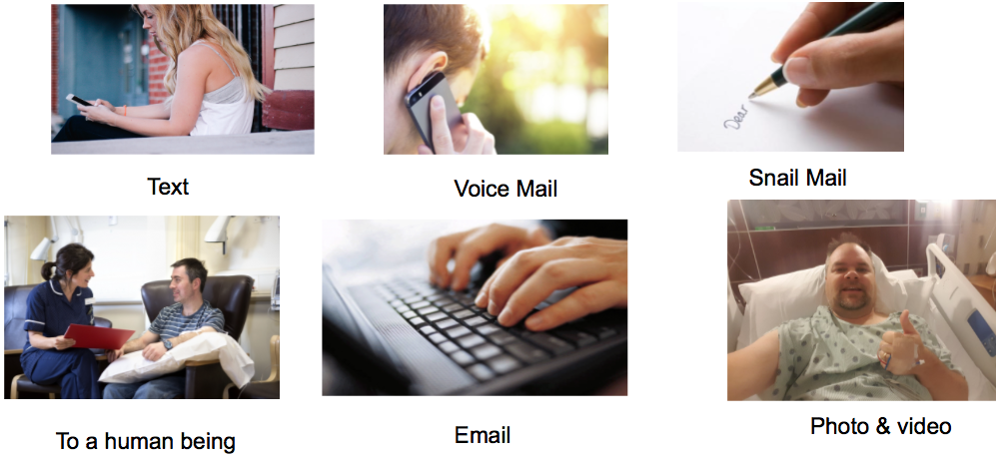 Dear
Text
Voice Mail
Snail Mail
To a human being
Email
Photo & video